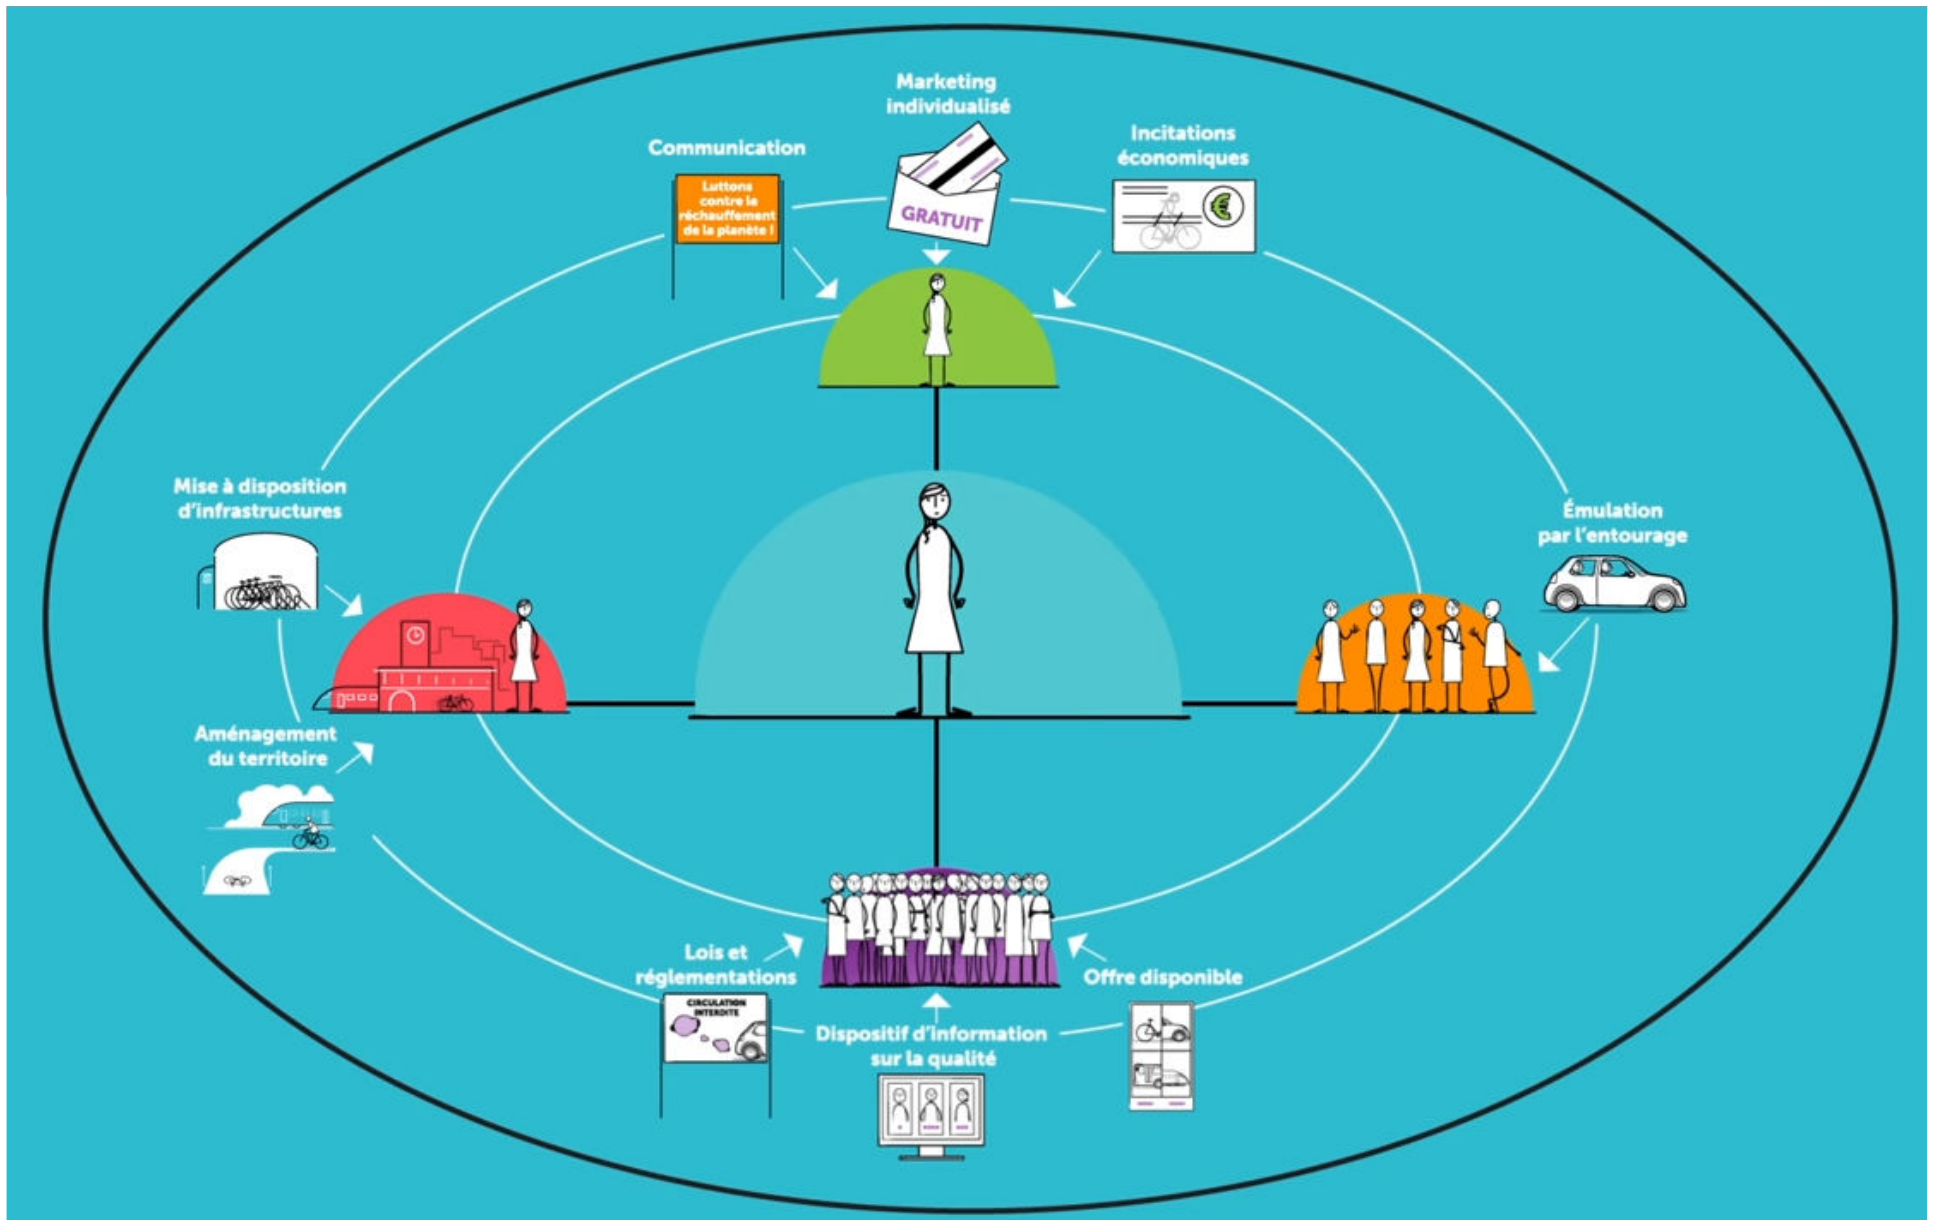 Marketing
individualisé
Communication
Incitations
économiques
Luttons
contre le
réchauffement
de la planète !
GRATUIT
€
Mise à disposition
d'infrastructures
Émulation
par l'entourage
Aménagement
du territoire
Lois et
réglementations
Offre disponible
CIRCULATION
INTERDITE
Dispositif d'information
sur la qualité